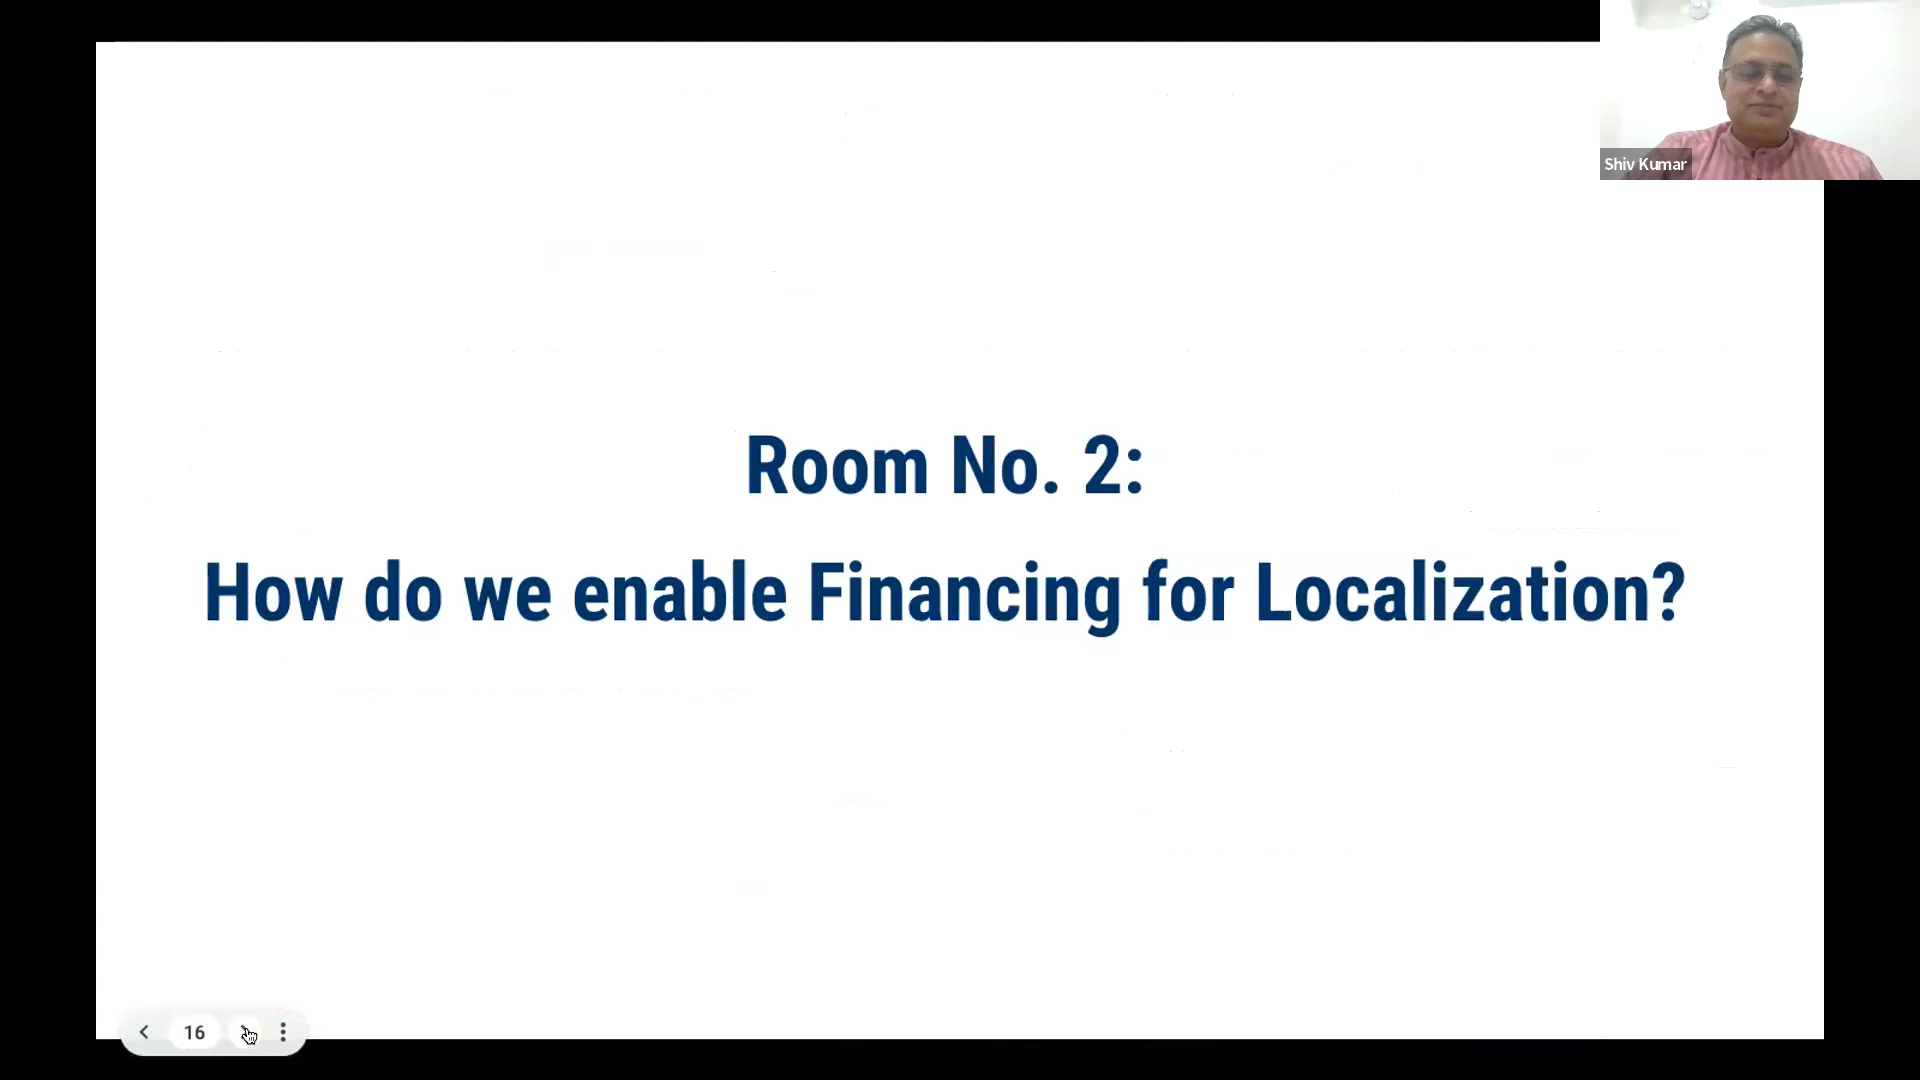 Shiv Kumar
Room No. 2:
How do we enable Financing for Localization?
16